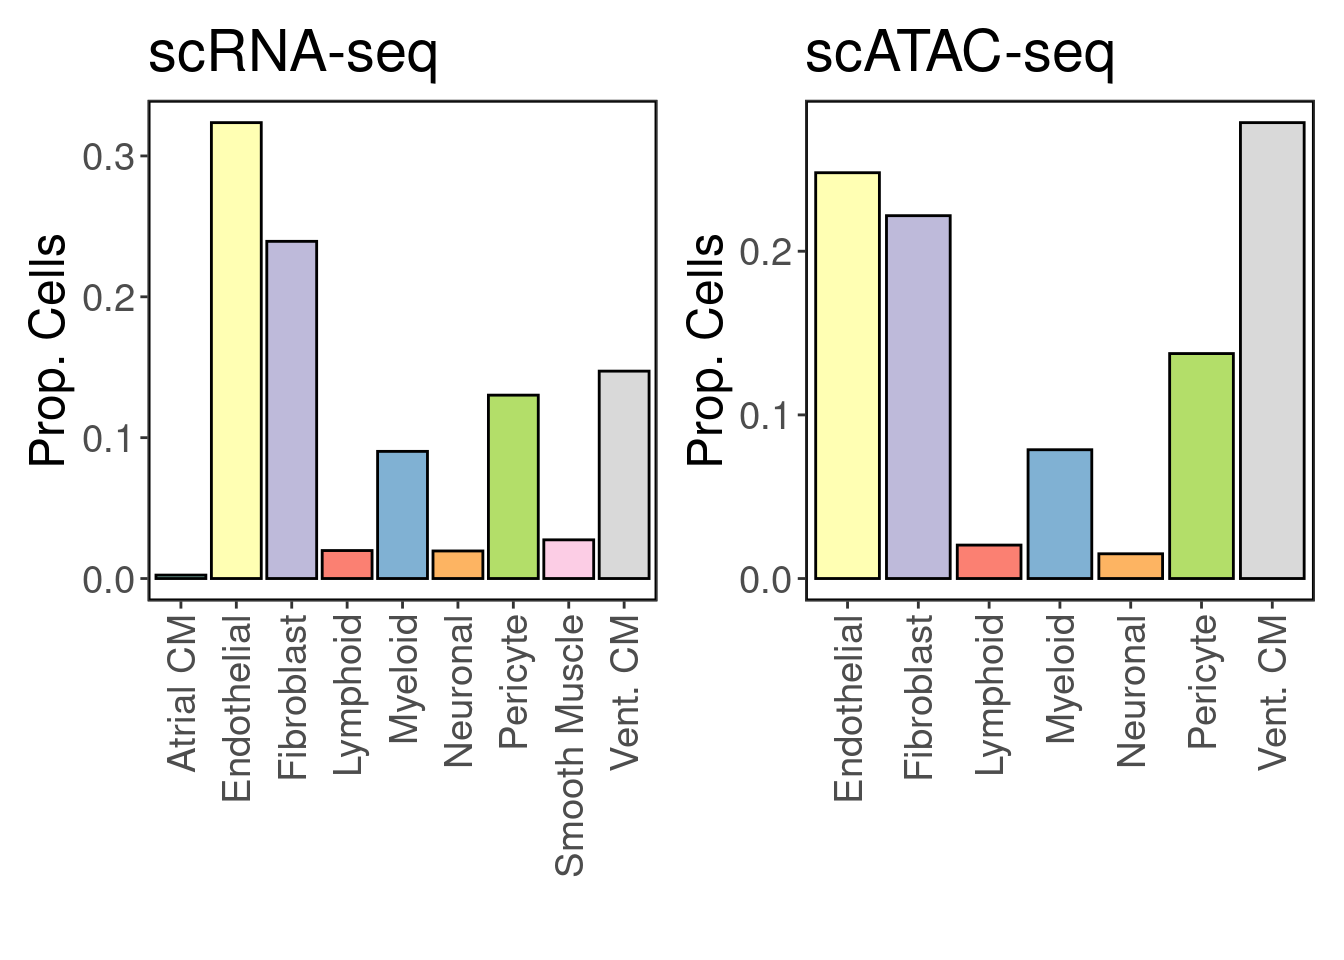 scRNA-seq
Prop. Cells
0.3
0.2
0.1
0.0
Atrial CM
Endothelial
Fibroblast
Lymphoid
Myeloid
Neuronal
Pericyte
Smooth Muscle
Vent. CM
scATAC-seq
Prop. Cells
0.2
0.1
0.0
Endothelial
Fibroblast
Lymphoid
Myeloid
Neuronal
Pericyte
Vent. CM